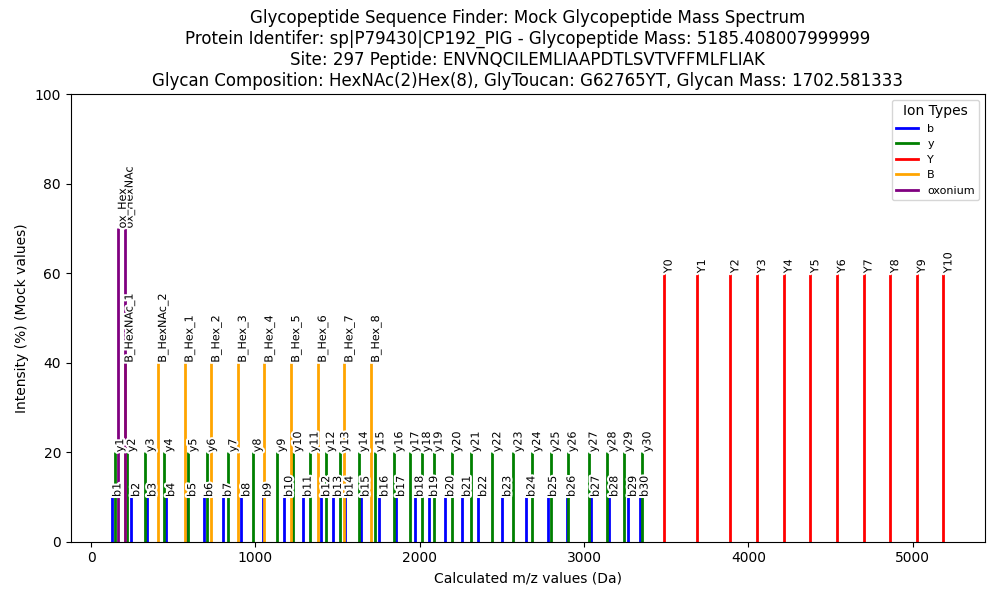 Glycopeptide Sequence Finder: Mock Glycopeptide Mass Spectrum
Protein Identifer: sp|P79430|CP192_PIG - Glycopeptide Mass: 5185.408007999999
Site: 297 Peptide: ENVNQCILEMLIAAPDTLSVTVFFMLFLIAK
Glycan Composition: HexNAc(2)Hex(8), GlyToucan: G62765YT, Glycan Mass: 1702.581333
Intensity (%) (Mock values)
100
80
60
40
20
0
Ion Types
b
y
Y
B
oxonium
ox_Hex
ox_HexNAc
Y0
Y1
Y2
Y3
Y4
Y5
Y6
Y7
Y8
Y9
Y10
B_HexNAc_1
B_HexNAc_2
B_Hex_1
B_Hex_2
B_Hex_3
B_Hex_4
B_Hex_5
B_Hex_6
B_Hex_7
B_Hex_8
y1
y2
y3
y4
y5
y6
y7
y8
y9
y10
y11
y12
y13
y14
y15
y16
y17
y18
y19
y20
y21
y22
y23
y24
y25
y26
y27
y28
y29
y30
b1
b2
b3
b4
b5
b6
b7
b8
b9
b10
b11
b12
b13
b14
b15
b16
b17
b18
b19
b20
b21
b22
b23
b24
b25
b26
b27
b28
b29
b30
0
1000
2000
3000
4000
5000
Calculated m/z values (Da)